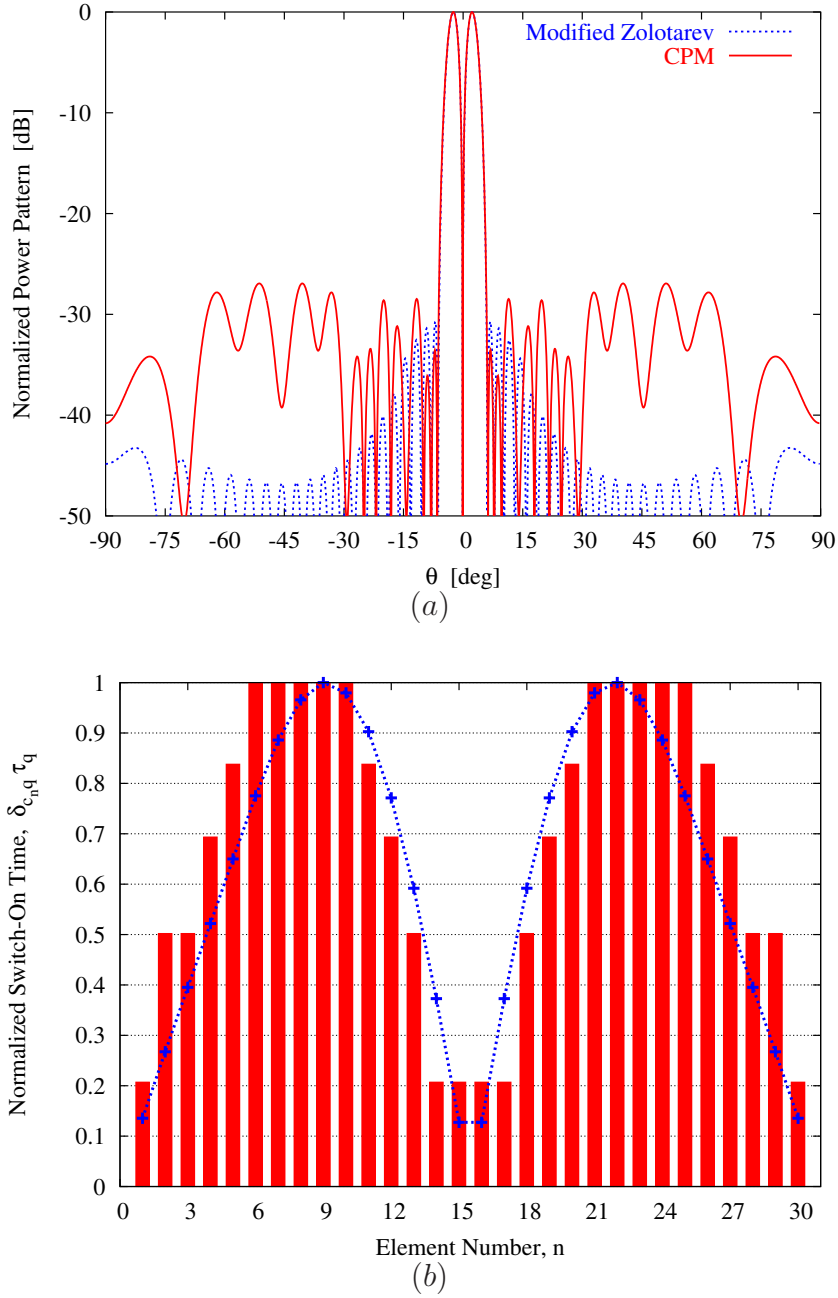 0
-10
-20
-30
-40
-50
Normalized Power Pattern [dB]
Modified Zolotarev
CPM
-90 -75 -60 -45 -30 -15 0 15 30 45 60 75 90
θ [deg]
(a)
1
0.9
0.8
0.7
0.6
0.5
0.4
0.3
0.2
0.1
0
Normalized Switch-On Time, δ_{c_n q} τ_q
0 3 6 9 12 15 18 21 24 27 30
Element Number, n
(b)